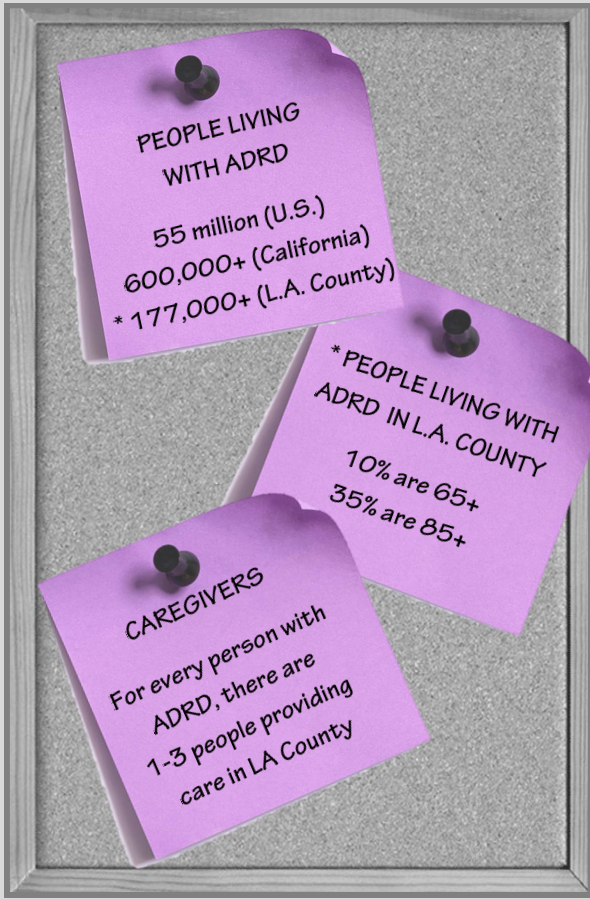 PEOPLE LIVING
WITH ADRD
55 million (U.S.)
600,000+ (California)
* 177,000+ (L.A. County)
* PEOPLE LIVING WITH
ADRD IN L.A. COUNTY
10% are 65+
35% are 85+
CAREGIVERS
For every person with
ADRD, there are
1-3 people providing
care in LA County